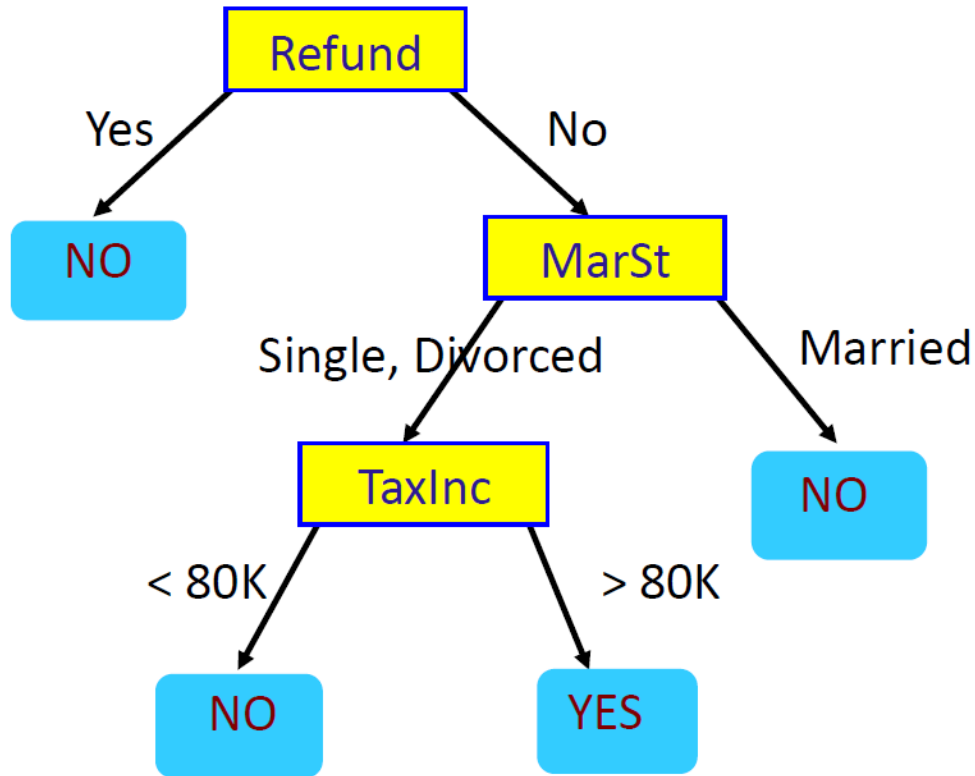 Refund
Yes
No
NO
MarSt
Single, Divorced
Married
TaxInc
NO
< 80K
> 80K
NO
YES